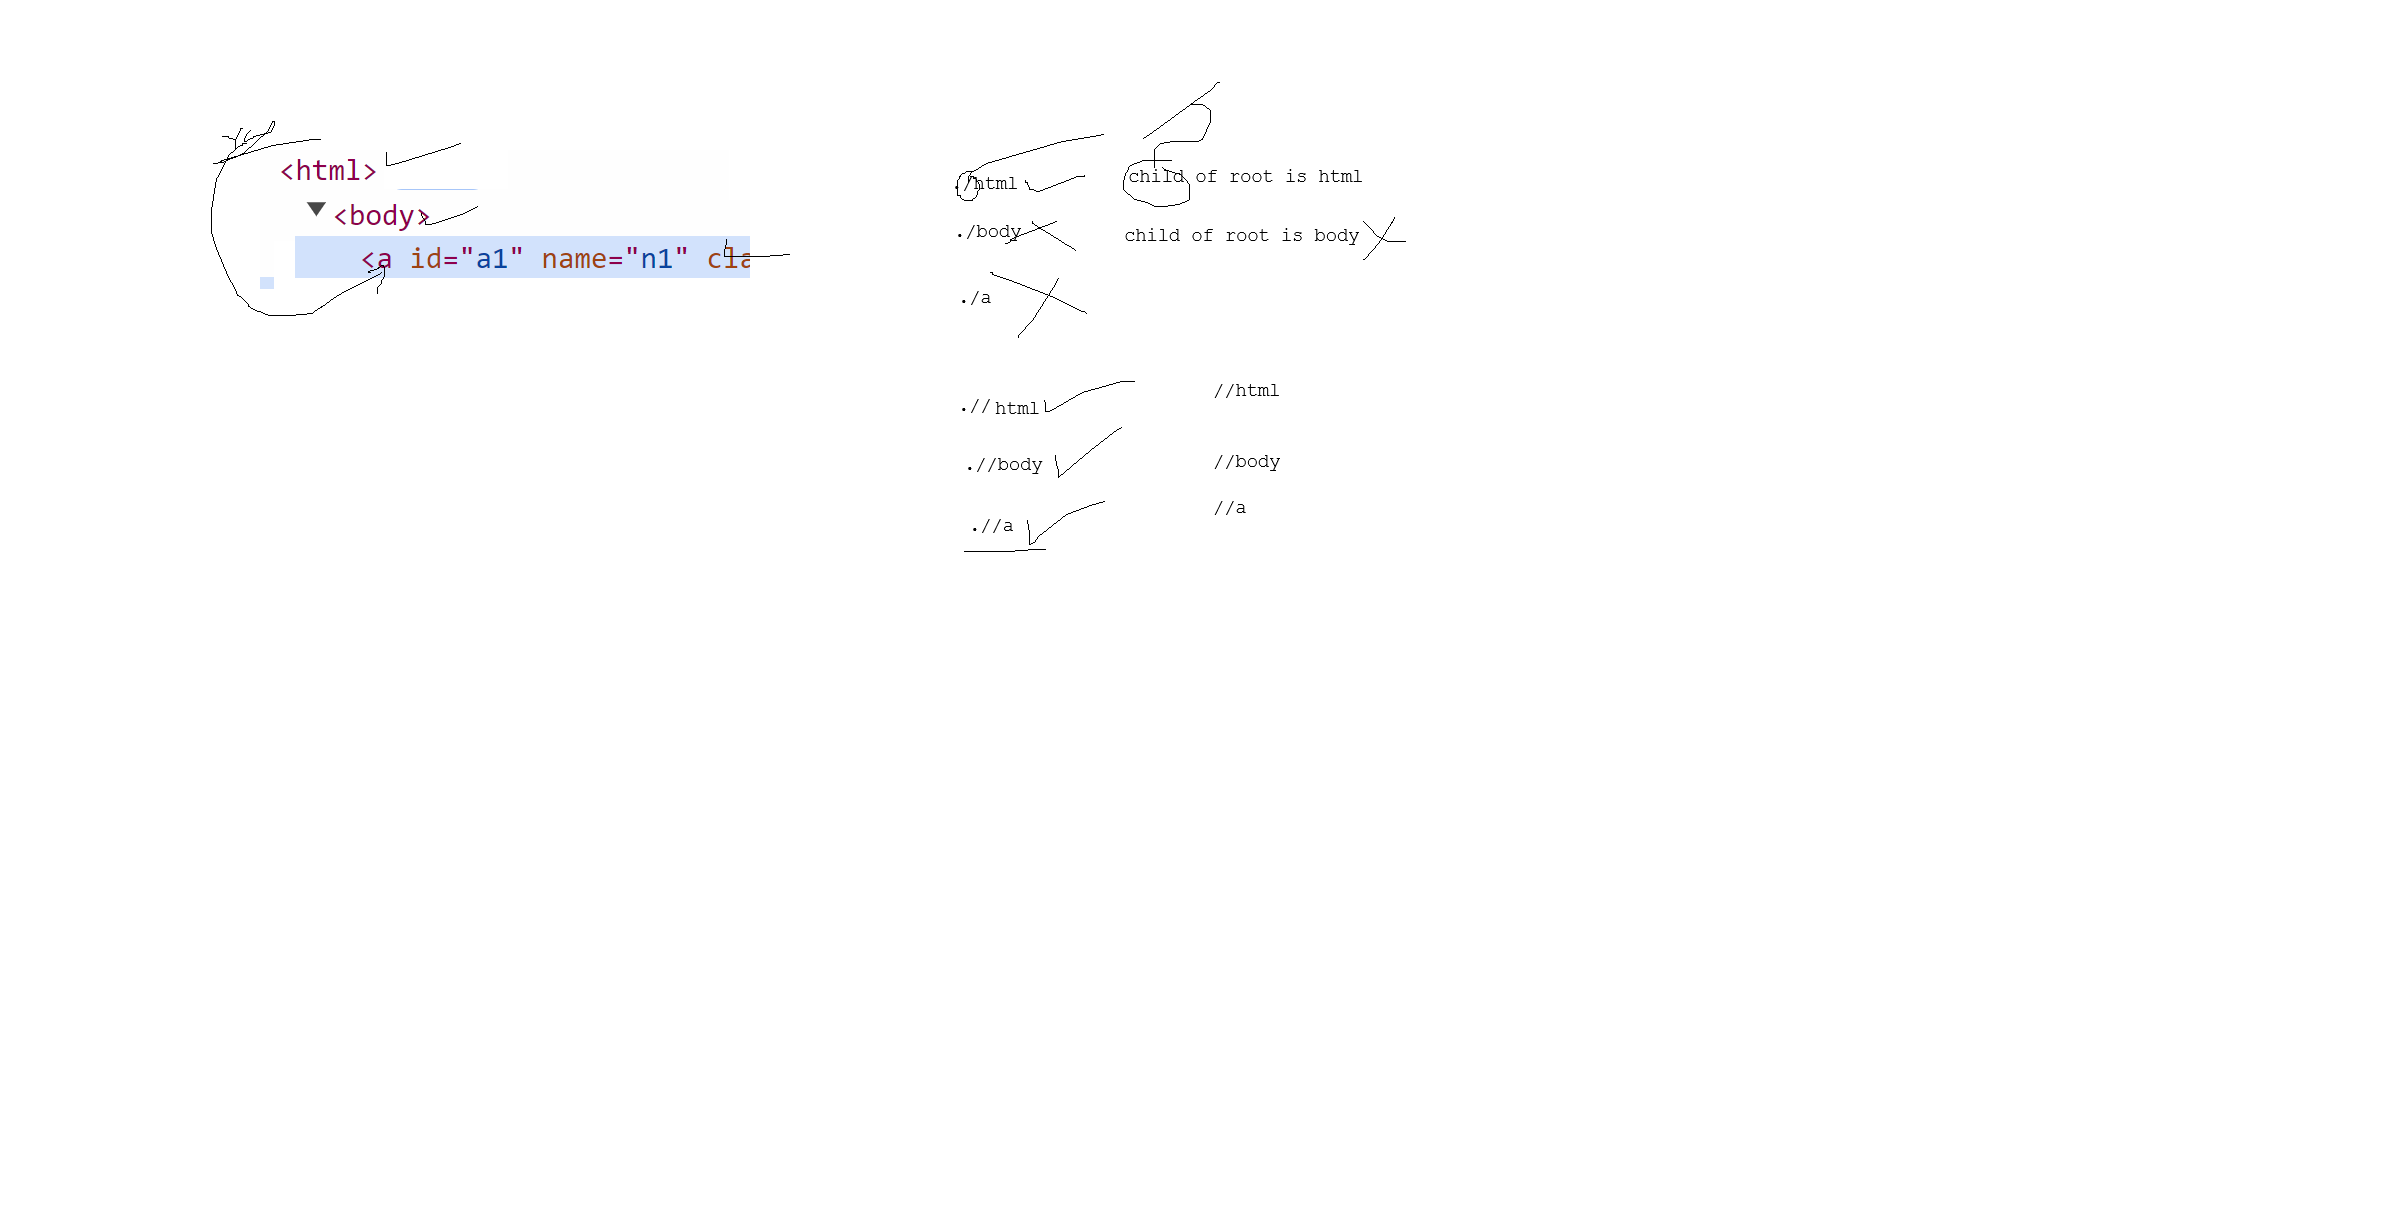 <html>
<body>
<a id="a1" name="n1" cla
./html
child of root is html
./body
child of root is body
./a
.//html
//html
.//body
//body
.//a
//a